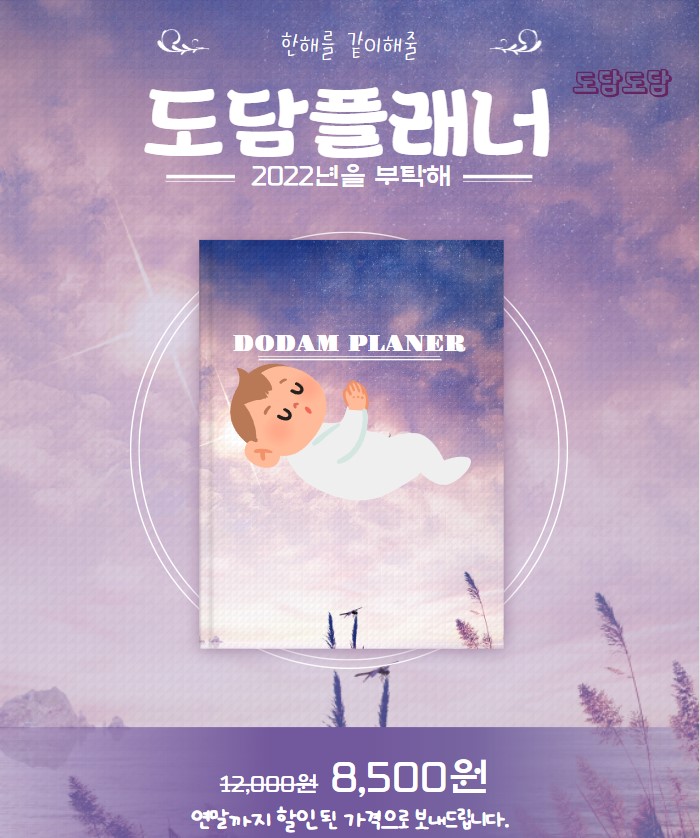 한해를 같이해줄
도담도담
도담플래너
2022년을 부탁해
DODAM PLANER
12,000원 8,500원
연말까지 할인 된 가격으로 보내드립니다.